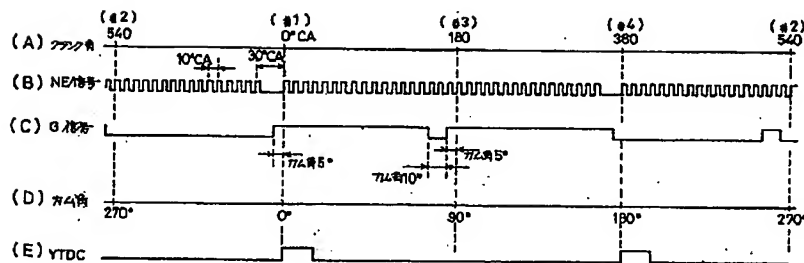 (#2) (#1) (#3) (#4) (#2)
(A) クランク角 540 0°CA 180 380 540
10°CA 30°CA
(B) NE信号
(C) G信号
カム角5° カム角10° カム角5°
(D) カム角
270° 0° 90° 180° 270°
(E) YTDC